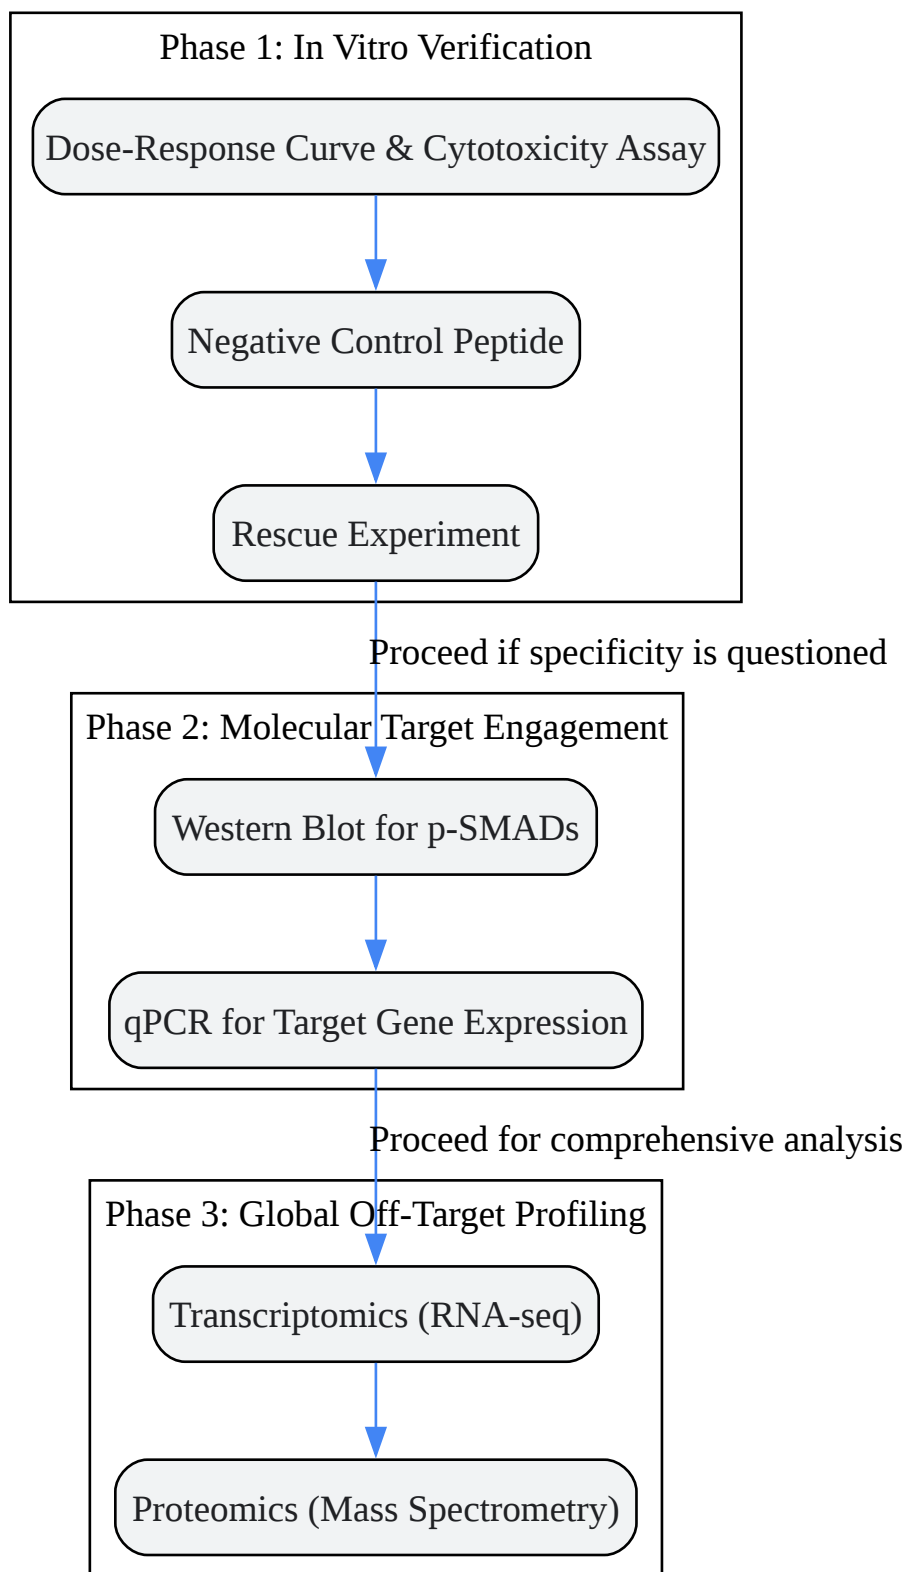 Phase 1: In Vitro Verification
Dose-Response Curve & Cytotoxicity Assay
Negative Control Peptide
Rescue Experiment
Proceed if specificity is questioned
Phase 2: Molecular Target Engagement
Western Blot for p-SMADs
qPCR for Target Gene Expression
Proceed for comprehensive analysis
Phase 3: Global Off-Target Profiling
Transcriptomics (RNA-seq)
Proteomics (Mass Spectrometry)